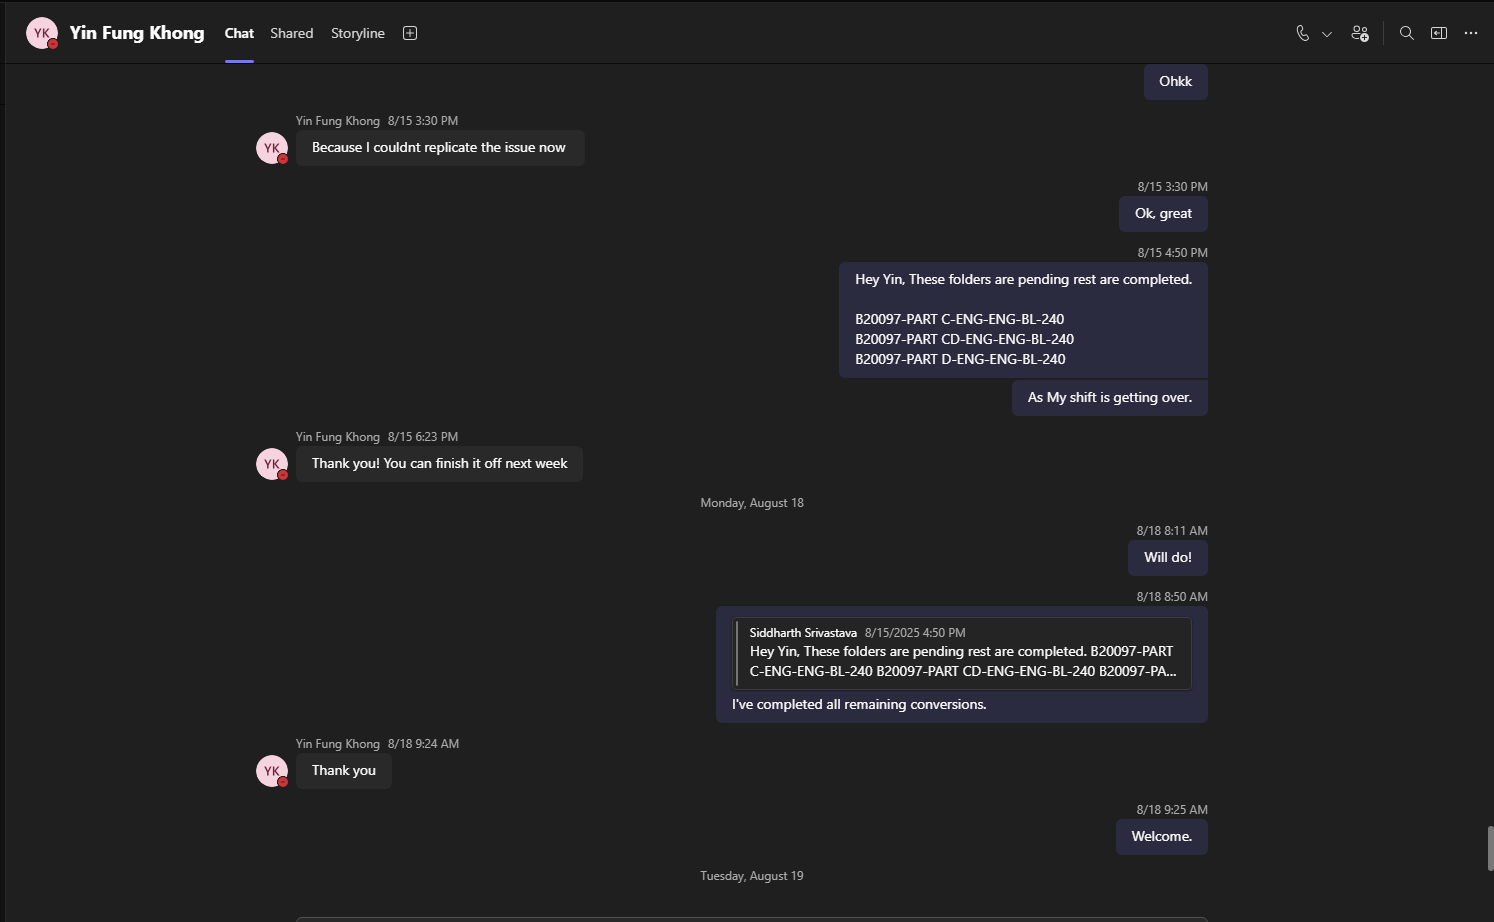 YK
Yin Fung Khong
Chat
Shared
Storyline
Ohkk
Yin Fung Khong 8/15 3:30 PM
YK
Because I couldnt replicate the issue now
8/15 3:30 PM
Ok, great
8/15 4:50 PM
Hey Yin, These folders are pending rest are completed.
B20097-PART C-ENG-ENG-BL-240
B20097-PART CD-ENG-ENG-BL-240
B20097-PART D-ENG-ENG-BL-240
As My shift is getting over.
Yin Fung Khong 8/15 6:23 PM
YK
Thank you! You can finish it off next week
Monday, August 18
8/18 8:11 AM
Will do!
8/18 8:50 AM
Siddharth Srivastava 8/15/2025 4:50 PM
Hey Yin, These folders are pending rest are completed. B20097-PART
C-ENG-ENG-BL-240 B20097-PART CD-ENG-ENG-BL-240 B20097-PA...
I've completed all remaining conversions.
Yin Fung Khong 8/18 9:24 AM
YK
Thank you
8/18 9:25 AM
Welcome.
Tuesday, August 19